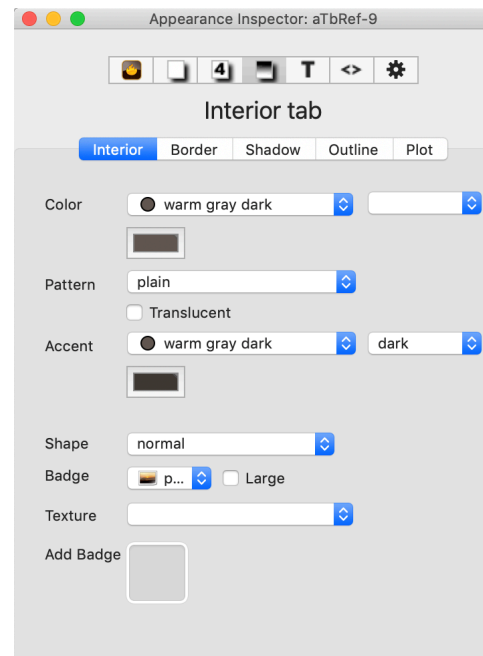 Appearance Inspector: aTbRef-9
4 T <>
Interior tab
Interior Border Shadow Outline Plot
Color warm gray dark
Pattern plain
Translucent
Accent warm gray dark dark
Shape normal
Badge p... Large
Texture
Add Badge